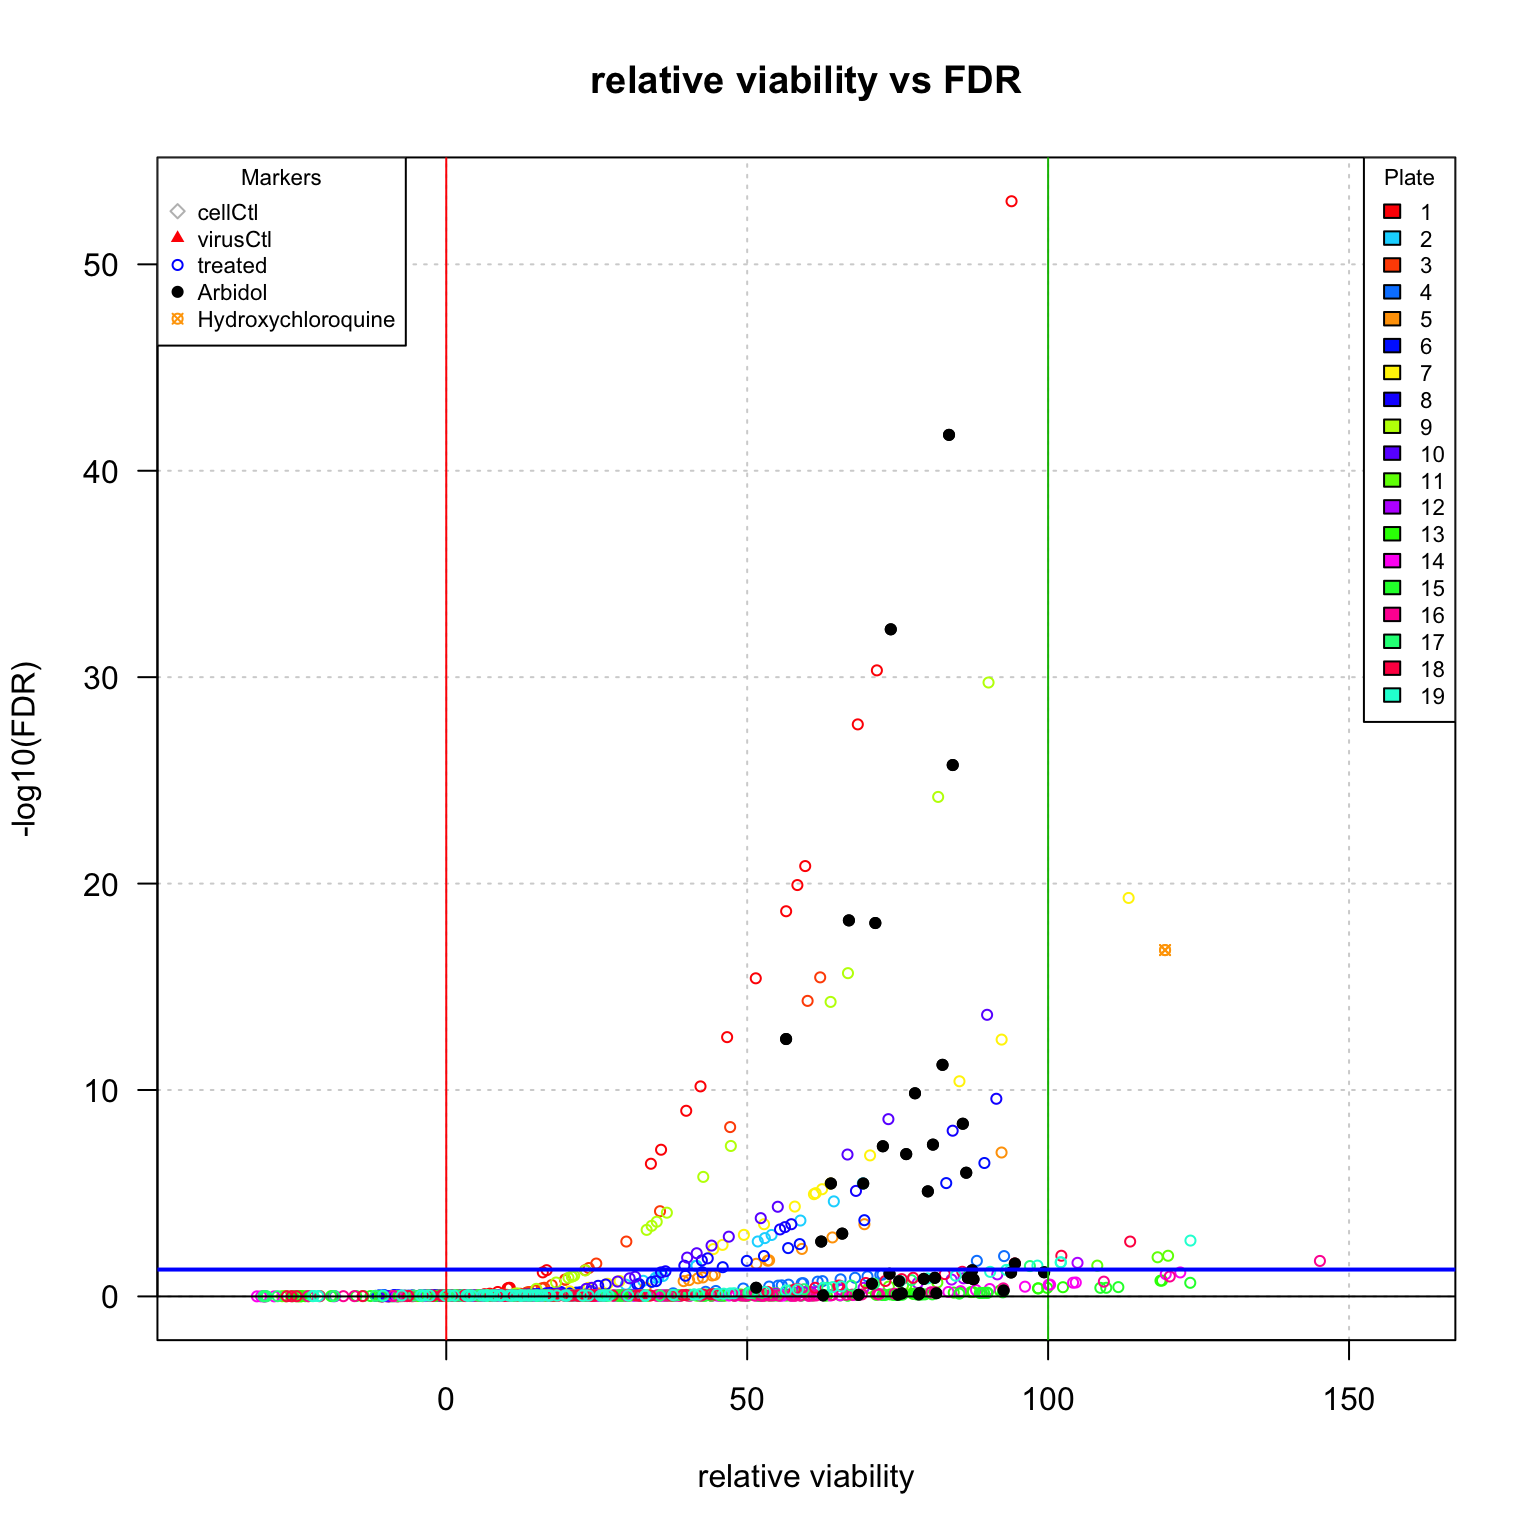 relative viability vs FDR
Markers
cellCtl
virusCtl
treated
Arbidol
Hydroxychloroquine
Plate
1
2
3
4
5
6
7
8
9
10
11
12
13
14
15
16
17
18
19
-log10(FDR)
50
40
30
20
10
0
0 50 100 150
relative viability